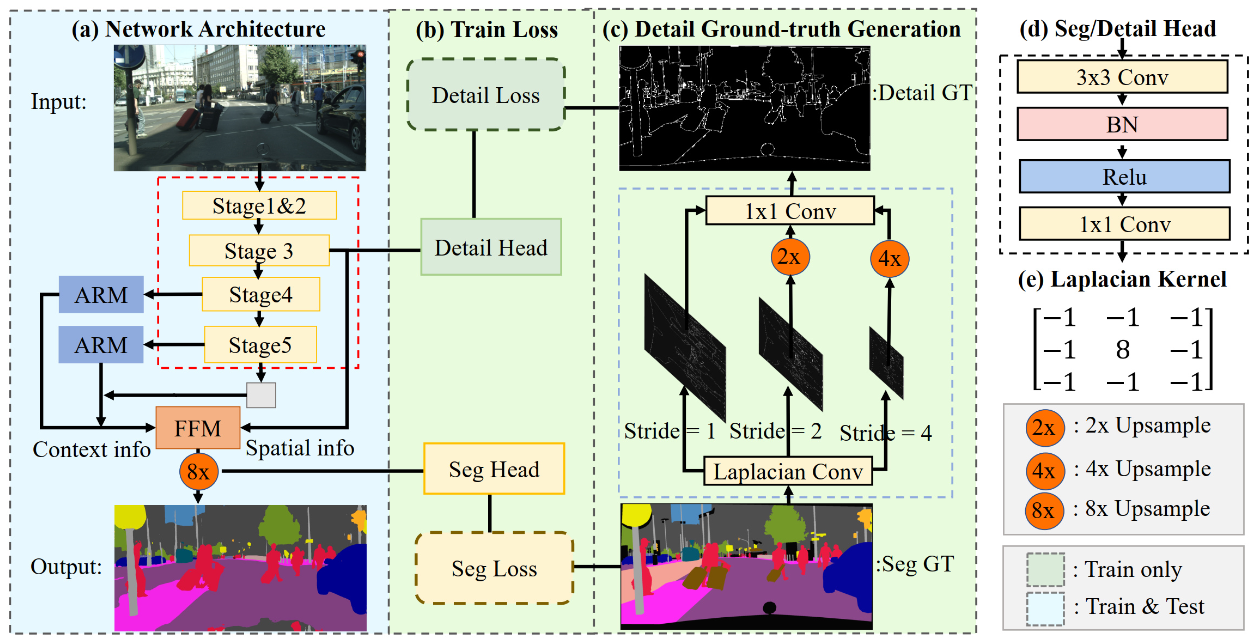 (a) Network Architecture
Input:
Stage1&2
Stage 3
Stage4
Stage5
ARM
ARM
FFM
Context info
Spatial info
8x
Output:
(b) Train Loss
Detail Loss
Detail Head
Seg Head
Seg Loss
(c) Detail Ground-truth Generation
:Detail GT
1x1 Conv
2x
4x
Stride = 1
Stride = 2
Stride = 4
Laplacian Conv
:Seg GT
(d) Seg/Detail Head
3x3 Conv
BN
Relu
1x1 Conv
(e) Laplacian Kernel
−1 −1 −1
−1 8 −1
−1 −1 −1
2x : 2x Upsample
4x : 4x Upsample
8x : 8x Upsample
: Train only
: Train & Test